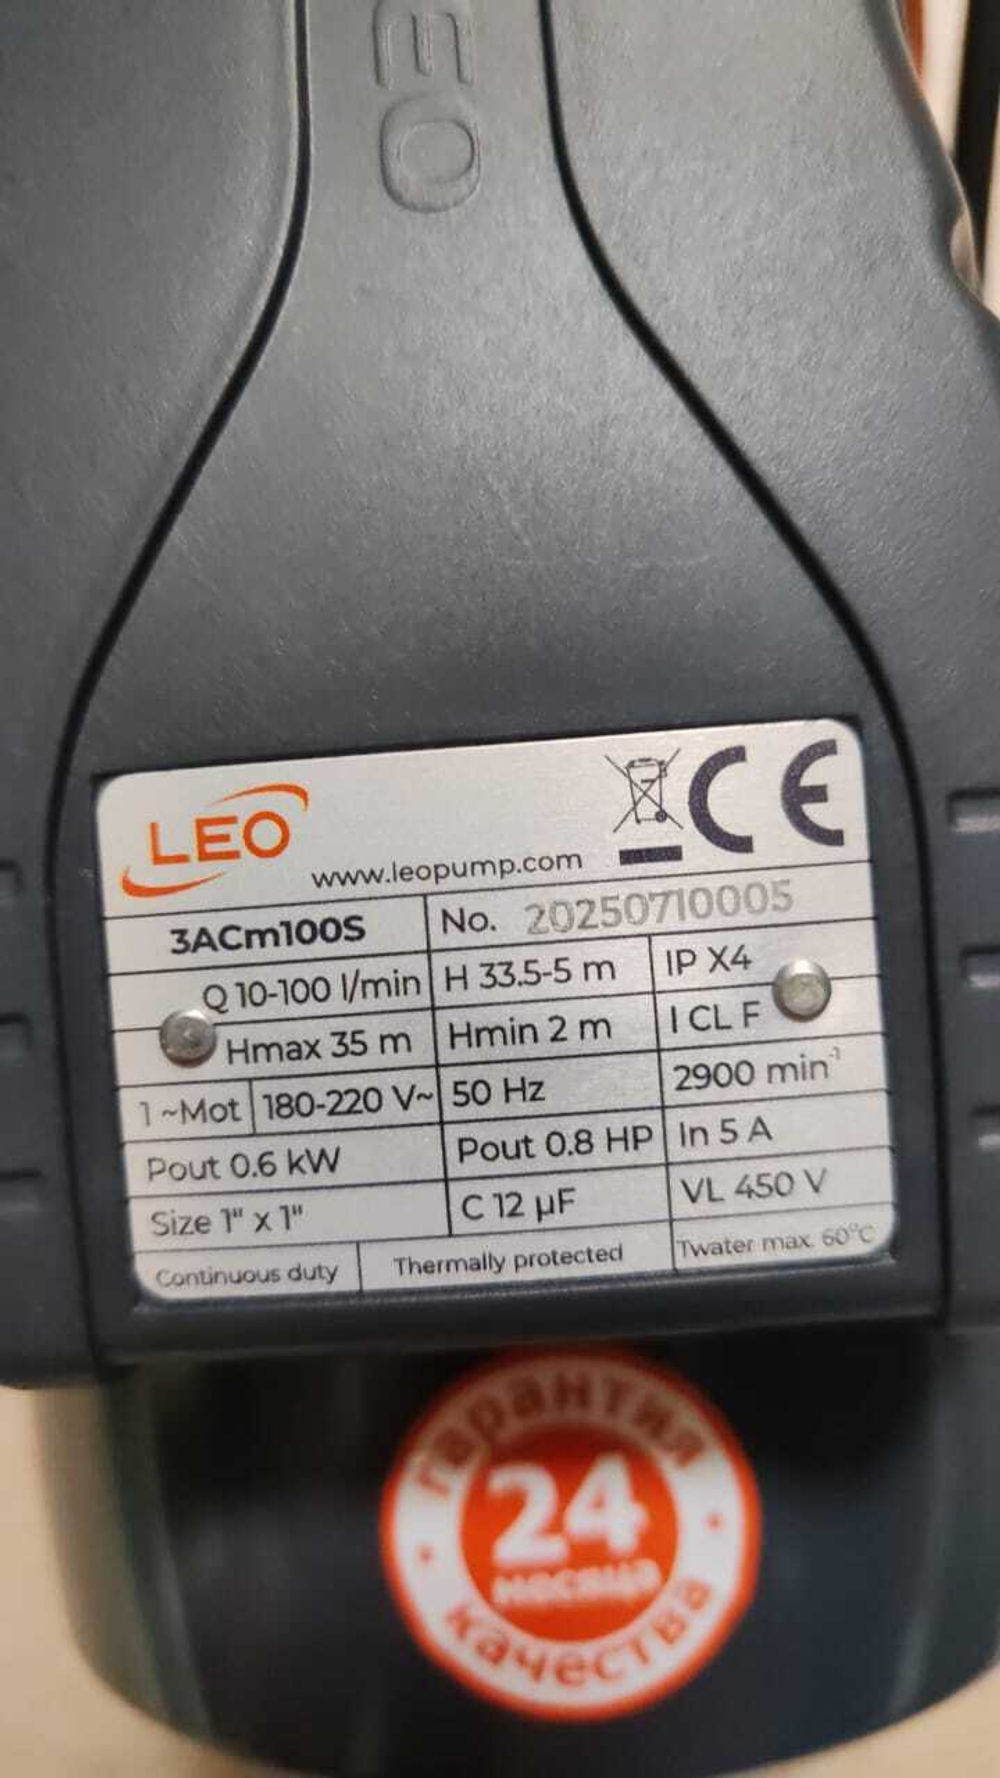 EO
LEO
www.leopump.com
CE
3ACm100S No. 20250710005
Q 10-100 l/min H 33.5-5 m IP X4
Hmax 35 m Hmin 2 m I CL F
1 ~Mot 180-220 V~ 50 Hz 2900 min⁻¹
Pout 0.6 kW Pout 0.8 HP In 5 A
Size 1" x 1" C 12 µF VL 450 V
Continuous duty Thermally protected Twater max. 60°C
гарантия
24
месяца
качества